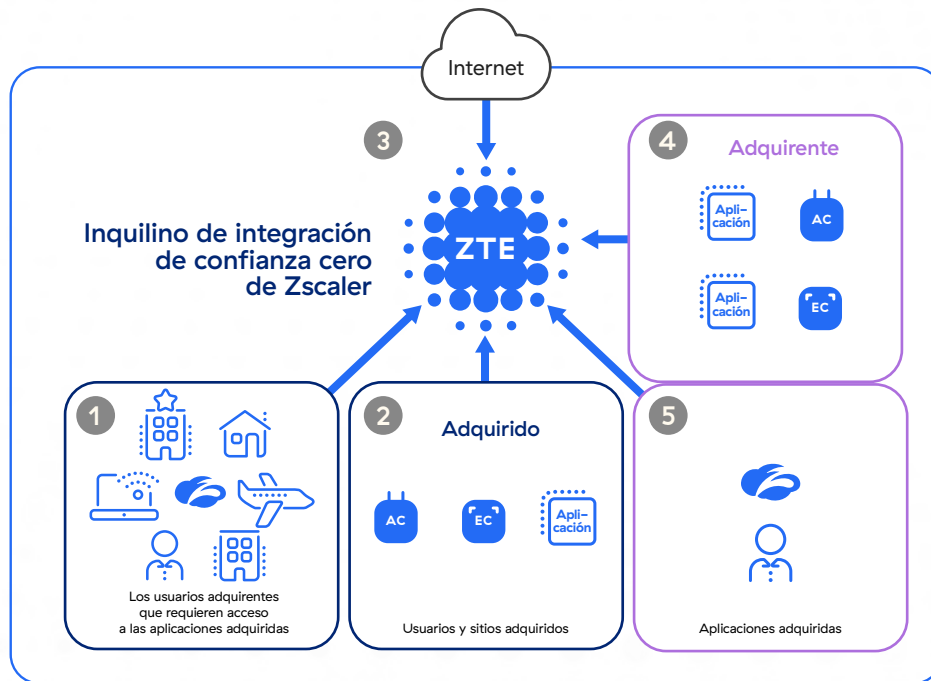 Internet
3
Inquilino de integración
de confianza cero
de Zscaler
ZTE
4
Adquirente
Apli-
cación
AC
Apli-
cación
EC
1
Los usuarios adquirentes
que requieren acceso
a las aplicaciones adquiridas
2
Adquirido
AC
EC
Apli-
cación
Usuarios y sitios adquiridos
5
Aplicaciones adquiridas